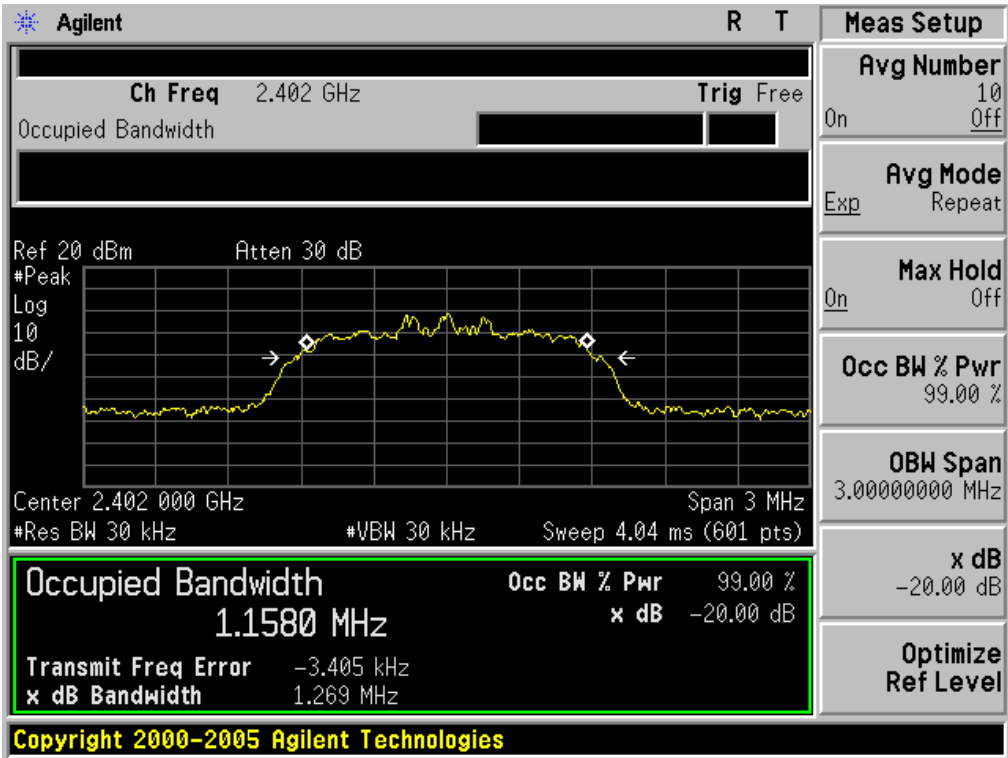 Agilent R T
Ch Freq 2.402 GHz Trig Free
Occupied Bandwidth
Ref 20 dBm Atten 30 dB
#Peak
Log
10
dB/
Center 2.402 000 GHz Span 3 MHz
#Res BW 30 kHz #VBW 30 kHz Sweep 4.04 ms (601 pts)
Occupied Bandwidth Occ BW % Pwr 99.00 %
1.1580 MHz x dB -20.00 dB
Transmit Freq Error -3.405 kHz
x dB Bandwidth 1.269 MHz
Copyright 2000-2005 Agilent Technologies
Meas Setup
Avg Number
10
On Off
Avg Mode
Exp Repeat
Max Hold
On Off
Occ BW % Pwr
99.00 %
OBW Span
3.00000000 MHz
x dB
-20.00 dB
Optimize
Ref Level